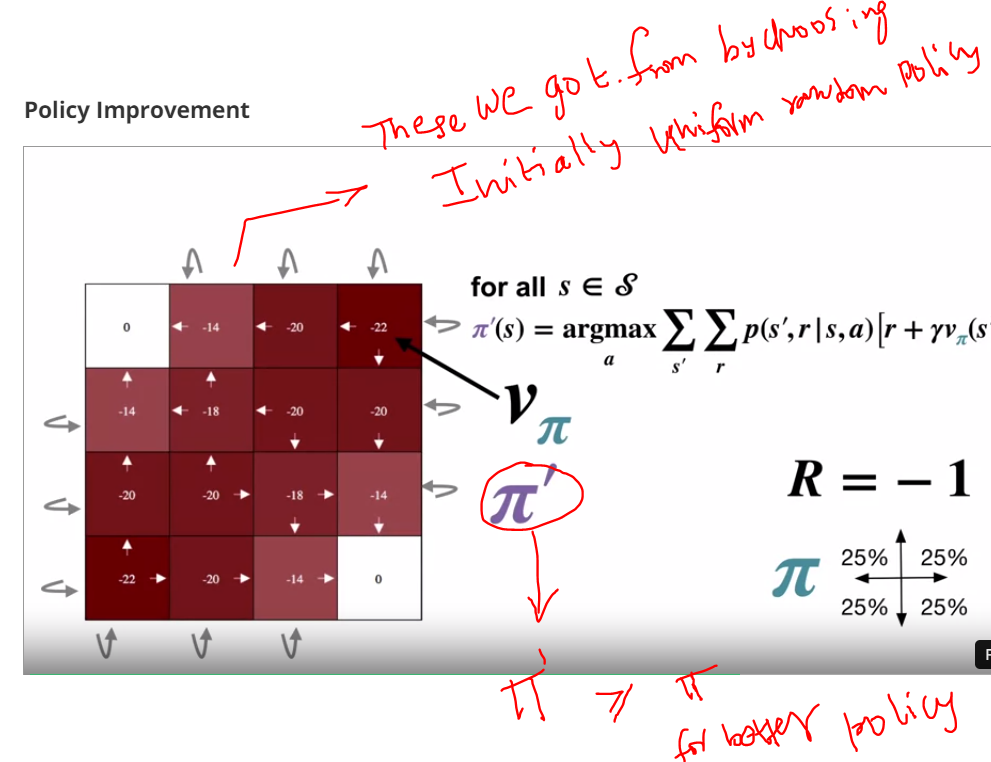 These we got from by choosing
Initially Uniform random Policy
Policy Improvement
for all s ∈ 𝒮
π′(s) = argmax ∑ ∑ p(s′, r | s, a) [r + γv_π(s′
a s′ r
0 -14 -20 -22
-14 -18 -20 -20
-20 -20 -18 -14
-22 -20 -14 0
v_π
π′
R = − 1
π
25% 25%
25% 25%
π′ ⩾ π
for better policy